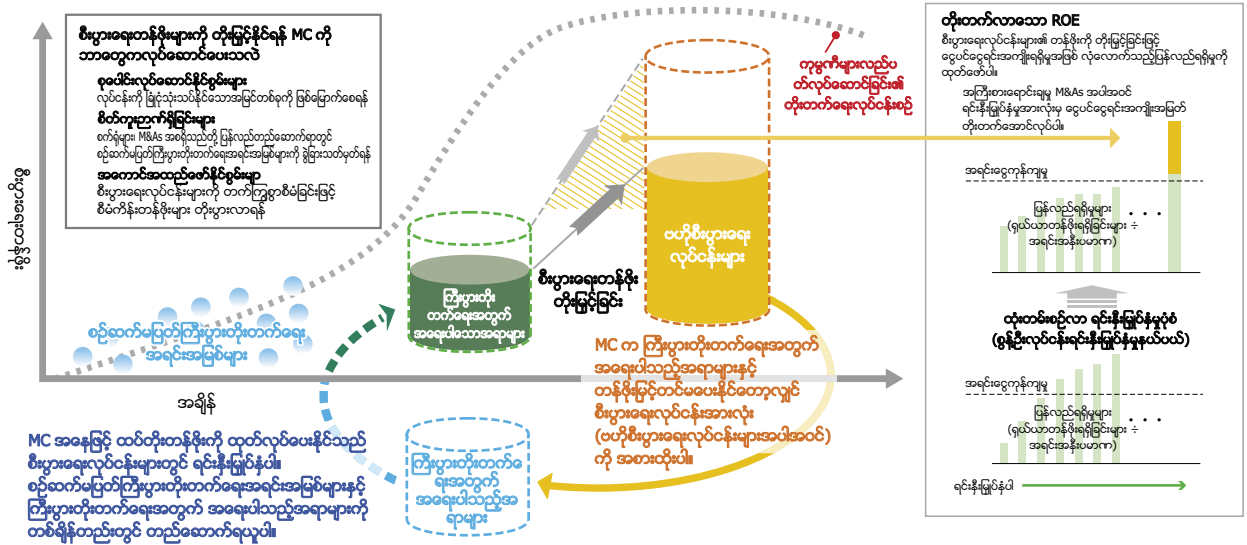 စီးပွားရေးတန်ဖိုးများကို တိုးမြှင့်နိုင်ရန် MC ကို
ဘာတွေကလုပ်ဆောင်ပေးသလဲ
စုပေါင်းလုပ်ဆောင်နိုင်စွမ်းများ
လုပ်ငန်းကို ခြုံငုံသုံးသပ်နိုင်သောအမြင်တစ်ခုကို ဖြစ်မြောက်စေရန်
စိတ်ကူးဉာဏ်ရှိခြင်းများ
စက်ရုံများ၊ M&As အစရှိသည်တို့ ပြန်လည်တည်ဆောက်ရာတွင်
စဉ်ဆက်မပြတ်ကြီးပွားတိုးတက်ရေးအရင်းအမြစ်များကို ခွဲခြားသတ်မှတ်ရန်
အကောင်အထည်ဖော်နိုင်စွမ်းမျာ
စီးပွားရေးလုပ်ငန်းများကို တက်ကြွစွာစီမံခြင်းဖြင့်
စီမံကိန်းတန်ဖိုးများ တိုးပွားလာရန်
စီးပွားရေးတန်ဖိုး
အချိန်
စဉ်ဆက်မပြတ်ကြီးပွားတိုးတက်ရေး
အရင်းအမြစ်များ
ကြီးပွားတိုး
တက်ရေးအတွက်
အရေးပါသောအရာများ
စီးပွားရေးတန်ဖိုး
တိုးမြှင့်ခြင်း
ဗဟိုစီးပွားရေး
လုပ်ငန်းများ
ကုမ္ပဏီများလည်ပ
တ်လုပ်ဆောင်ခြင်း၏
တိုးတက်ရေးလုပ်ငန်းစဉ်
MC က ကြီးပွားတိုးတက်ရေးအတွက်
အရေးပါသည့်အရာများနှင့်
တန်ဖိုးမြှင့်တင်မပေးနိုင်တော့လျှင်
စီးပွားရေးလုပ်ငန်းအားလုံး
(ဗဟိုစီးပွားရေးလုပ်ငန်းများအပါအဝင်)
ကို အစားထိုးပါ။
ကြီးပွားတိုးတက်ရေ
ရေးအတွက်
အရေးပါသည့်အ
ရာများ
MC အနေဖြင့် ထပ်တိုးတန်ဖိုးကို ထုတ်လုပ်ပေးနိုင်သည်
စီးပွားရေးလုပ်ငန်းများတွင် ရင်းနှီးမြှုပ်နှံပါ။
စဉ်ဆက်မပြတ်ကြီးပွားတိုးတက်ရေးအရင်းအမြစ်များနှင့်
ကြီးပွားတိုးတက်ရေးအတွက် အရေးပါသည့်အရာများကို
တစ်ချိန်တည်းတွင် တည်ဆောက်ရယူပါ။
တိုးတက်လာသော ROE
စီးပွားရေးလုပ်ငန်းများ၏ တန်ဖိုးကို တိုးမြှင့်ခြင်းဖြင့်
ငွေပင်ငွေရင်းအကျိုးရရှိမှုအဖြစ် လုံလောက်သည့်ပြန်လည်ရရှိမှုကို
ထုတ်ဖော်ပါ။
အကြီးစားရောင်းချမှု M&As အပါအဝင်
ရင်းနှီးမြှုပ်နှံမှုအားလုံးမှ ငွေပင်ငွေရင်းအကျိုးအမြတ်
တိုးတက်အောင်လုပ်ပါ။
အရင်းငွေကုန်ကျမှု
ပြန်လည်ရရှိမှုများ
(ရှယ်ယာတန်ဖိုးရရှိခြင်းများ ÷
အရင်းအနှီးပမာဏ)
. . .
ထုံးတမ်းစဉ်လာ ရင်းနှီးမြှုပ်နှံမှုပုံစံ
(စွန့်ဦးလုပ်ငန်းရင်းနှီးမြှုပ်နှံမှုနယ်ပယ်)
အရင်းငွေကုန်ကျမှု
ပြန်လည်ရရှိမှုများ
(ရှယ်ယာတန်ဖိုးရရှိခြင်းများ ÷
အရင်းအနှီးပမာဏ)
. . .
ရင်းနှီးမြှုပ်နှံပါ